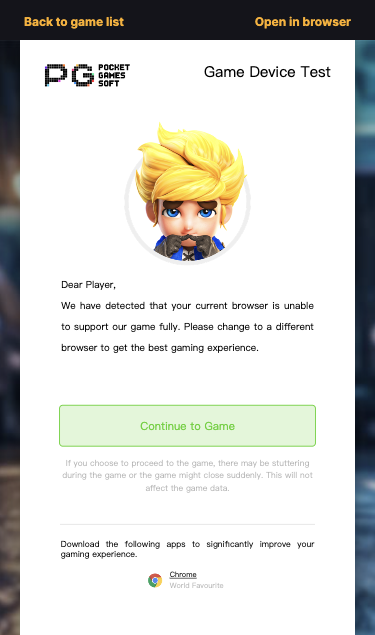 Back to game list
Open in browser
PG POCKET GAMES SOFT
Game Device Test
Dear Player,
We have detected that your current browser is unable
to support our game fully. Please change to a different
browser to get the best gaming experience.
Continue to Game
If you choose to proceed to the game, there may be stuttering
during the game or the game might close suddenly. This will not
affect the game data.
Download the following apps to significantly improve your
gaming experience.
Chrome
World Favourite